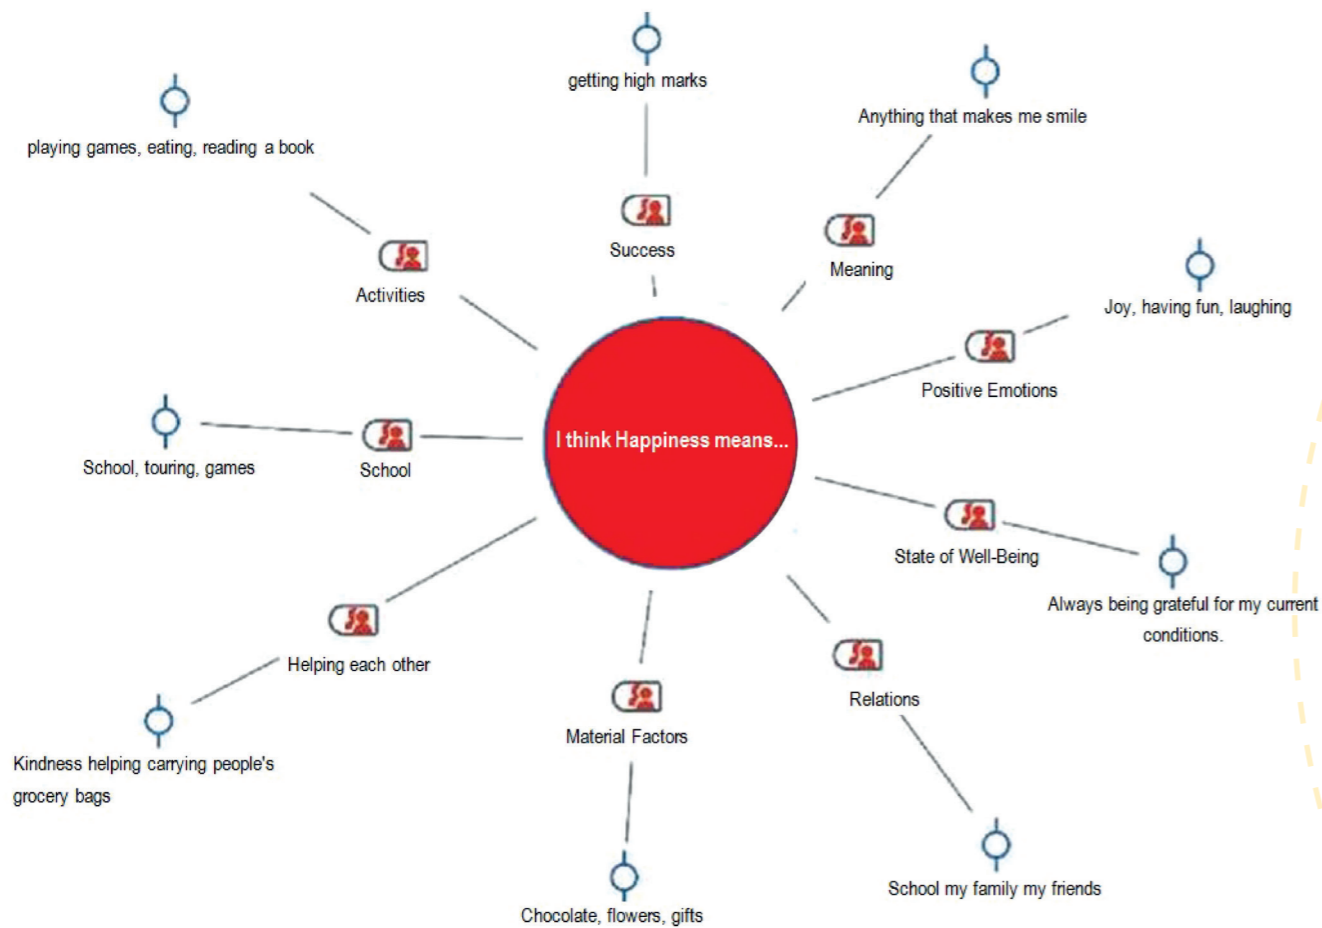 getting high marks
Anything that makes me smile
playing games, eating, reading a book
Success
Meaning
Activities
Joy, having fun, laughing
Positive Emotions
I think Happiness means...
School, touring, games
School
State of Well-Being
Always being grateful for my current
conditions.
Helping each other
Relations
Material Factors
Kindness helping carrying people's
grocery bags
School my family my friends
Chocolate, flowers, gifts